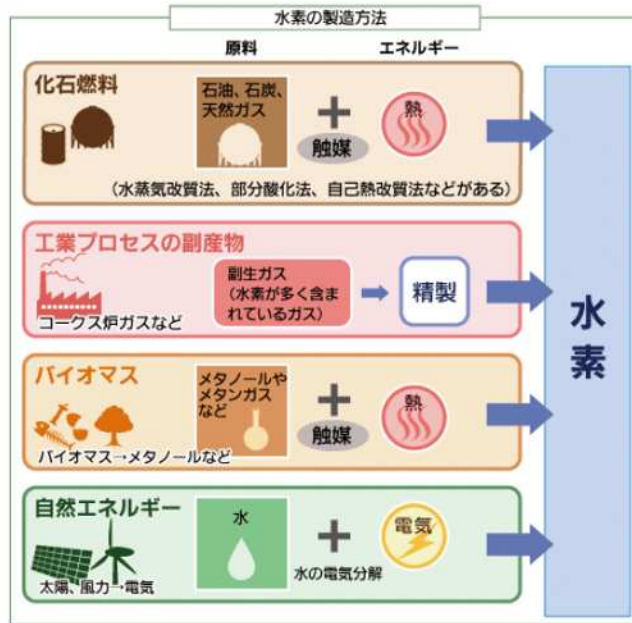 水素の製造方法
原料
エネルギー
化石燃料
石油、石炭、
天然ガス
+
触媒
熱
(水蒸気改質法、部分酸化法、自己熱改質法などがある)
工業プロセスの副産物
コークス炉ガスなど
副生ガス
(水素が多く含ま
れているガス)
精製
バイオマス
バイオマス→メタノールなど
メタノールや
メタンガス
など
+
触媒
熱
自然エネルギー
太陽、風力→電気
水
+
電気
水の電気分解
水素